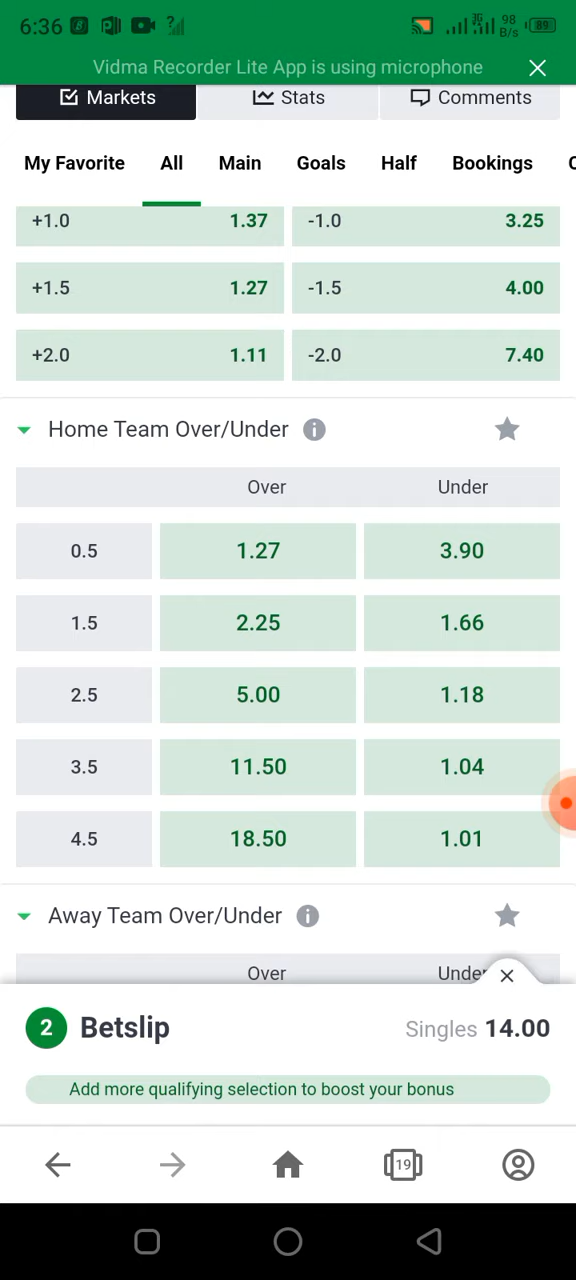 6:36 ? 3G 98 B/s 89
Vidma Recorder Lite App is using microphone
Markets Stats Comments
My Favorite All Main Goals Half Bookings
+1.0 1.37 -1.0 3.25
+1.5 1.27 -1.5 4.00
+2.0 1.11 -2.0 7.40
Home Team Over/Under
Over Under
0.5 1.27 3.90
1.5 2.25 1.66
2.5 5.00 1.18
3.5 11.50 1.04
4.5 18.50 1.01
Away Team Over/Under
Over Under
2 Betslip Singles 14.00
Add more qualifying selection to boost your bonus
19